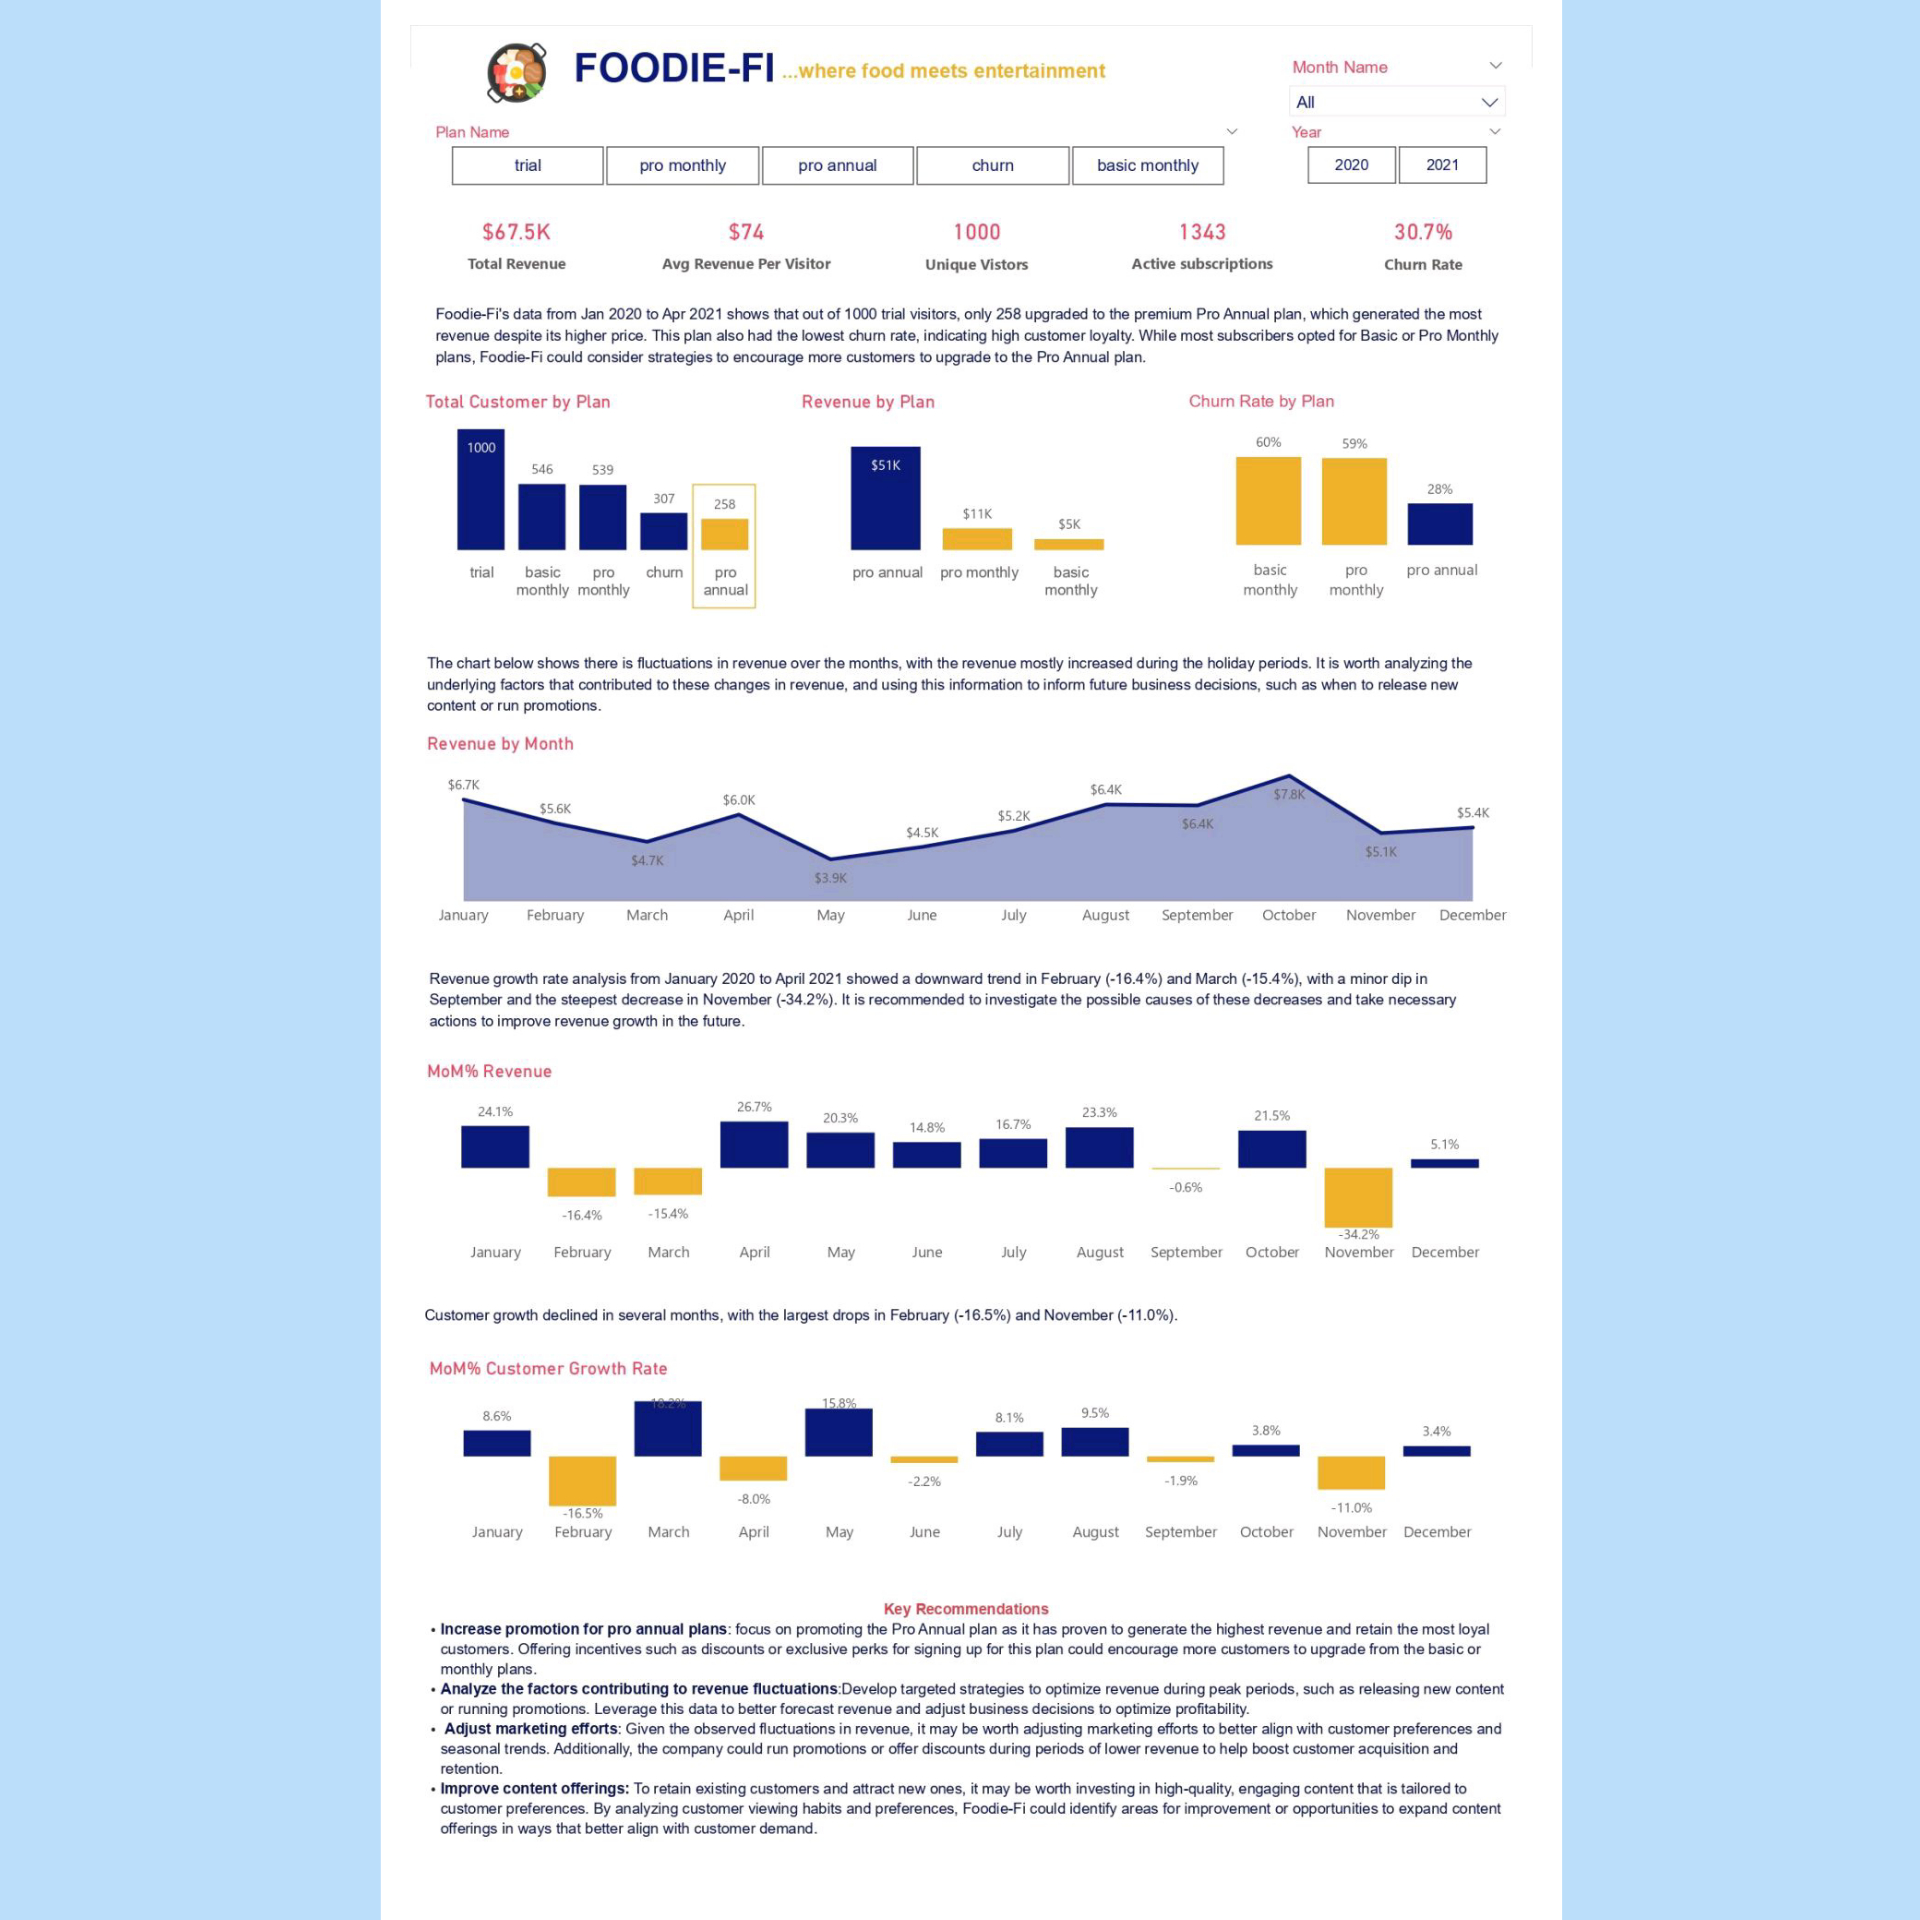 FOODIE-FI ...where food meets entertainment
Month Name
All
Plan Name
Year
trial pro monthly pro annual churn basic monthly
2020 2021
$67.5K $74 1000 1343 30.7%
Total Revenue Avg Revenue Per Visitor Unique Vistors Active subscriptions Churn Rate
Foodie-Fi's data from Jan 2020 to Apr 2021 shows that out of 1000 trial visitors, only 258 upgraded to the premium Pro Annual plan, which generated the most
revenue despite its higher price. This plan also had the lowest churn rate, indicating high customer loyalty. While most subscribers opted for Basic or Pro Monthly
plans, Foodie-Fi could consider strategies to encourage more customers to upgrade to the Pro Annual plan.
Total Customer by Plan
1000 546 539 307 258
trial basic monthly pro monthly churn pro annual
Revenue by Plan
$51K $11K $5K
pro annual pro monthly basic monthly
Churn Rate by Plan
60% 59% 28%
basic monthly pro monthly pro annual
The chart below shows there is fluctuations in revenue over the months, with the revenue mostly increased during the holiday periods. It is worth analyzing the
underlying factors that contributed to these changes in revenue, and using this information to inform future business decisions, such as when to release new
content or run promotions.
Revenue by Month
$6.7K $5.6K $4.7K $6.0K $3.9K $4.5K $5.2K $6.4K $6.4K $7.8K $5.1K $5.4K
January February March April May June July August September October November December
Revenue growth rate analysis from January 2020 to April 2021 showed a downward trend in February (-16.4%) and March (-15.4%), with a minor dip in
September and the steepest decrease in November (-34.2%). It is recommended to investigate the possible causes of these decreases and take necessary
actions to improve revenue growth in the future.
MoM% Revenue
24.1% -16.4% -15.4% 26.7% 20.3% 14.8% 16.7% 23.3% -0.6% 21.5% -34.2% 5.1%
January February March April May June July August September October November December
Customer growth declined in several months, with the largest drops in February (-16.5%) and November (-11.0%).
MoM% Customer Growth Rate
8.6% -16.5% 18.2% -8.0% 15.8% -2.2% 8.1% 9.5% -1.9% 3.8% -11.0% 3.4%
January February March April May June July August September October November December
Key Recommendations
• Increase promotion for pro annual plans: focus on promoting the Pro Annual plan as it has proven to generate the highest revenue and retain the most loyal
customers. Offering incentives such as discounts or exclusive perks for signing up for this plan could encourage more customers to upgrade from the basic or
monthly plans.
• Analyze the factors contributing to revenue fluctuations:Develop targeted strategies to optimize revenue during peak periods, such as releasing new content
or running promotions. Leverage this data to better forecast revenue and adjust business decisions to optimize profitability.
• Adjust marketing efforts: Given the observed fluctuations in revenue, it may be worth adjusting marketing efforts to better align with customer preferences and
seasonal trends. Additionally, the company could run promotions or offer discounts during periods of lower revenue to help boost customer acquisition and
retention.
• Improve content offerings: To retain existing customers and attract new ones, it may be worth investing in high-quality, engaging content that is tailored to
customer preferences. By analyzing customer viewing habits and preferences, Foodie-Fi could identify areas for improvement or opportunities to expand content
offerings in ways that better align with customer demand.